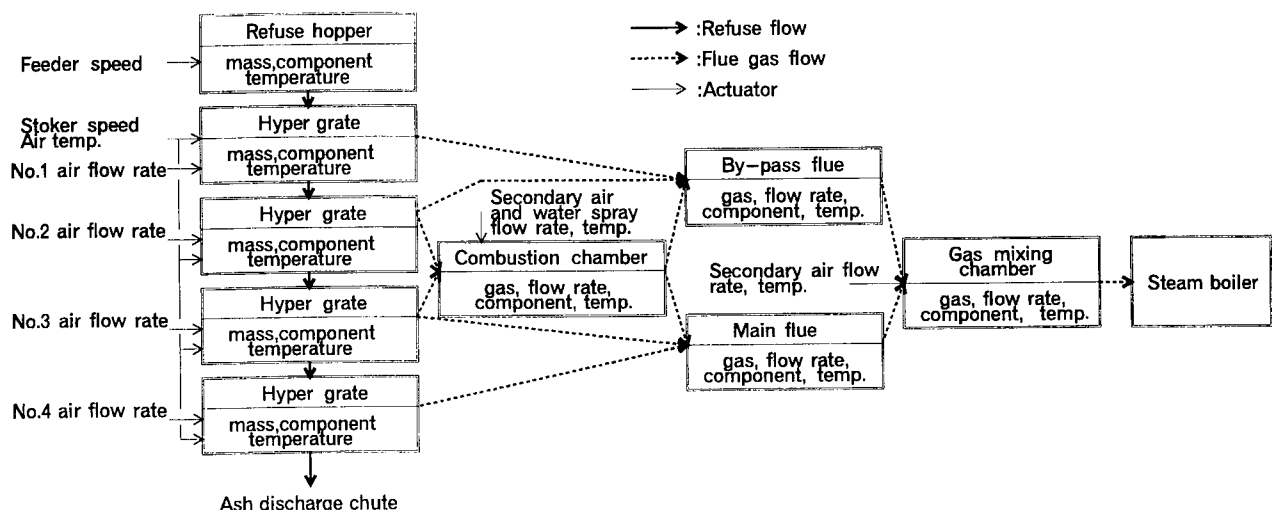 Refuse hopper
mass,component
temperature
Feeder speed
:Refuse flow
:Flue gas flow
:Actuator
Stoker speed
Air temp.
No.1 air flow rate
Hyper grate
mass,component
temperature
No.2 air flow rate
Hyper grate
mass,component
temperature
No.3 air flow rate
Hyper grate
mass,component
temperature
No.4 air flow rate
Hyper grate
mass,component
temperature
Ash discharge chute
Secondary air
and water spray
flow rate, temp.
Combustion chamber
gas, flow rate,
component, temp.
By-pass flue
gas, flow rate,
component, temp.
Secondary air flow
rate, temp.
Main flue
gas, flow rate,
component, temp.
Gas mixing
chamber
gas, flow rate,
component, temp.
Steam boiler